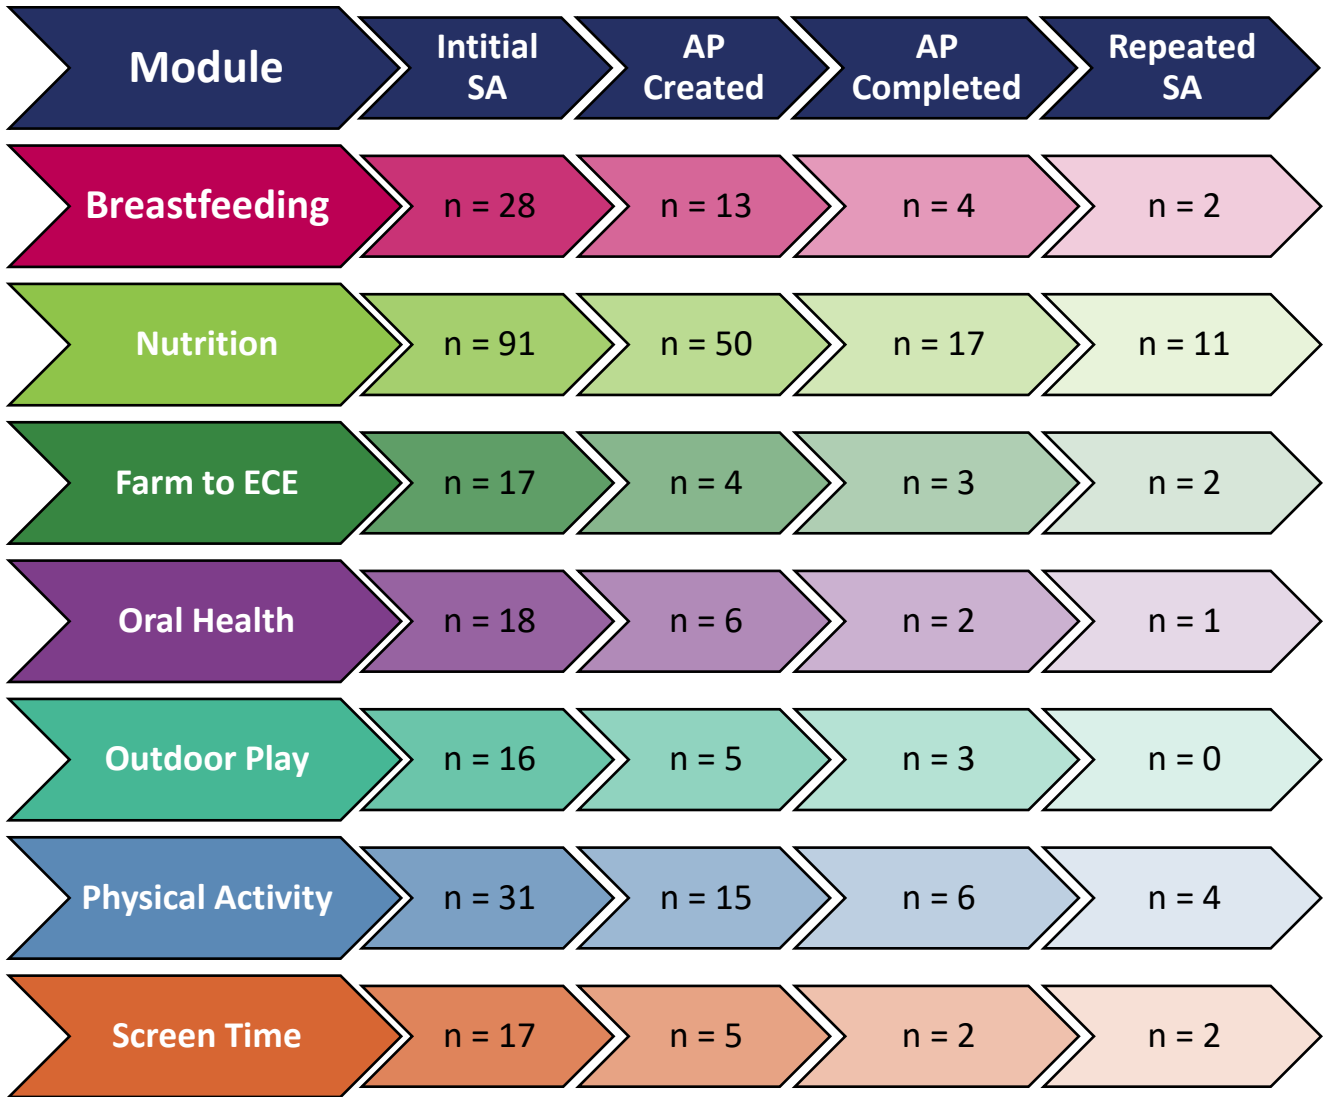 Module
Intitial
SA
AP
Created
AP
Completed
Repeated
SA
Breastfeeding
n = 28
n = 13
n = 4
n = 2
Nutrition
n = 91
n = 50
n = 17
n = 11
Farm to ECE
n = 17
n = 4
n = 3
n = 2
Oral Health
n = 18
n = 6
n = 2
n = 1
Outdoor Play
n = 16
n = 5
n = 3
n = 0
Physical Activity
n = 31
n = 15
n = 6
n = 4
Screen Time
n = 17
n = 5
n = 2
n = 2